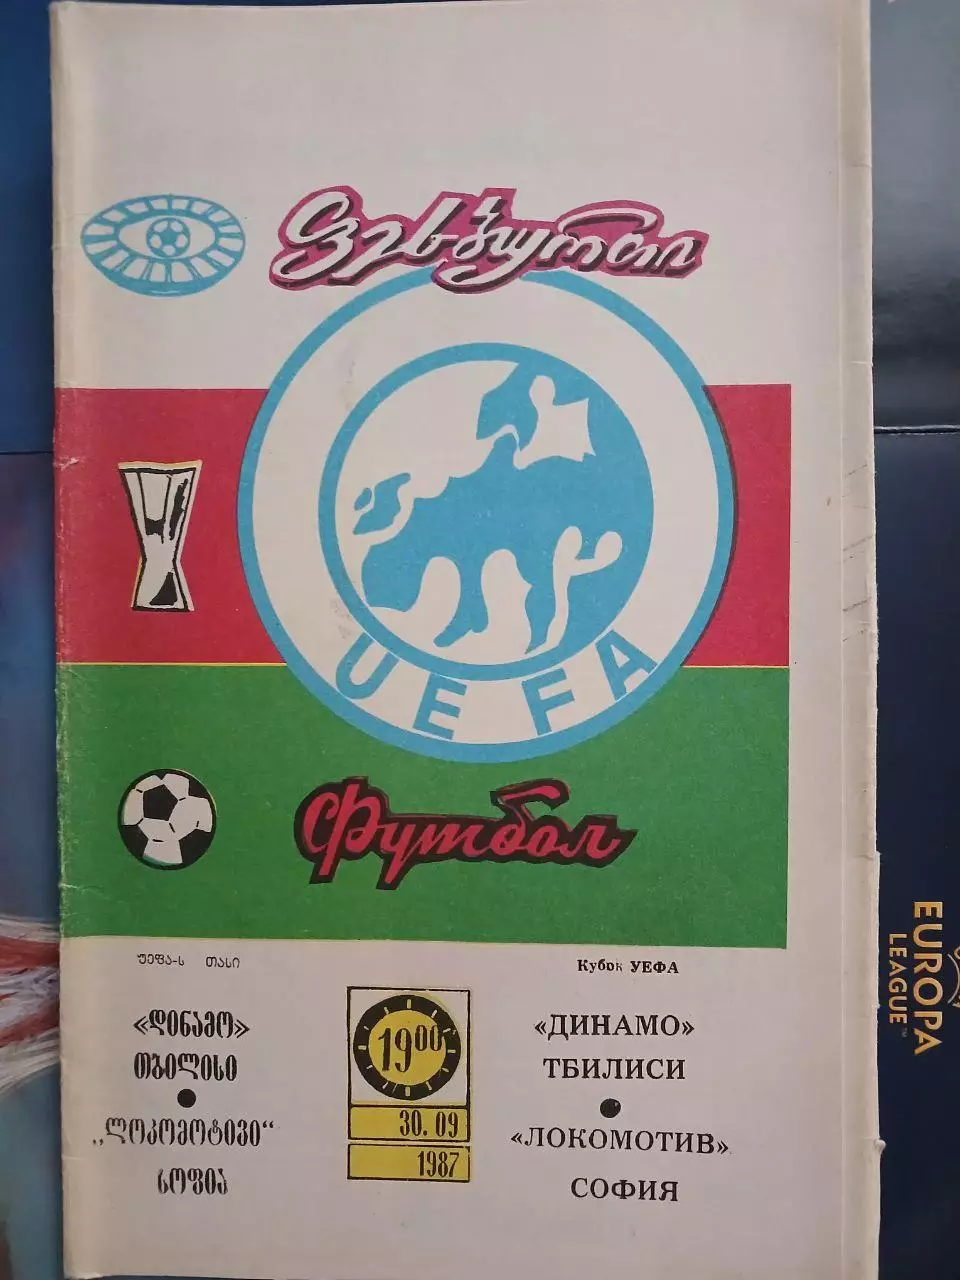 ფეხბურთი
UEFA
Футбол
უეფა-ს თასი
«დინამო»
თბილისი
„ლოკომოტივი“
სოფია
19⁰⁰
30. 09
1987
Кубок УЕФА
«ДИНАМО»
ТБИЛИСИ
«ЛОКОМОТИВ»
СОФИЯ
EUROPA
LEAGUE™